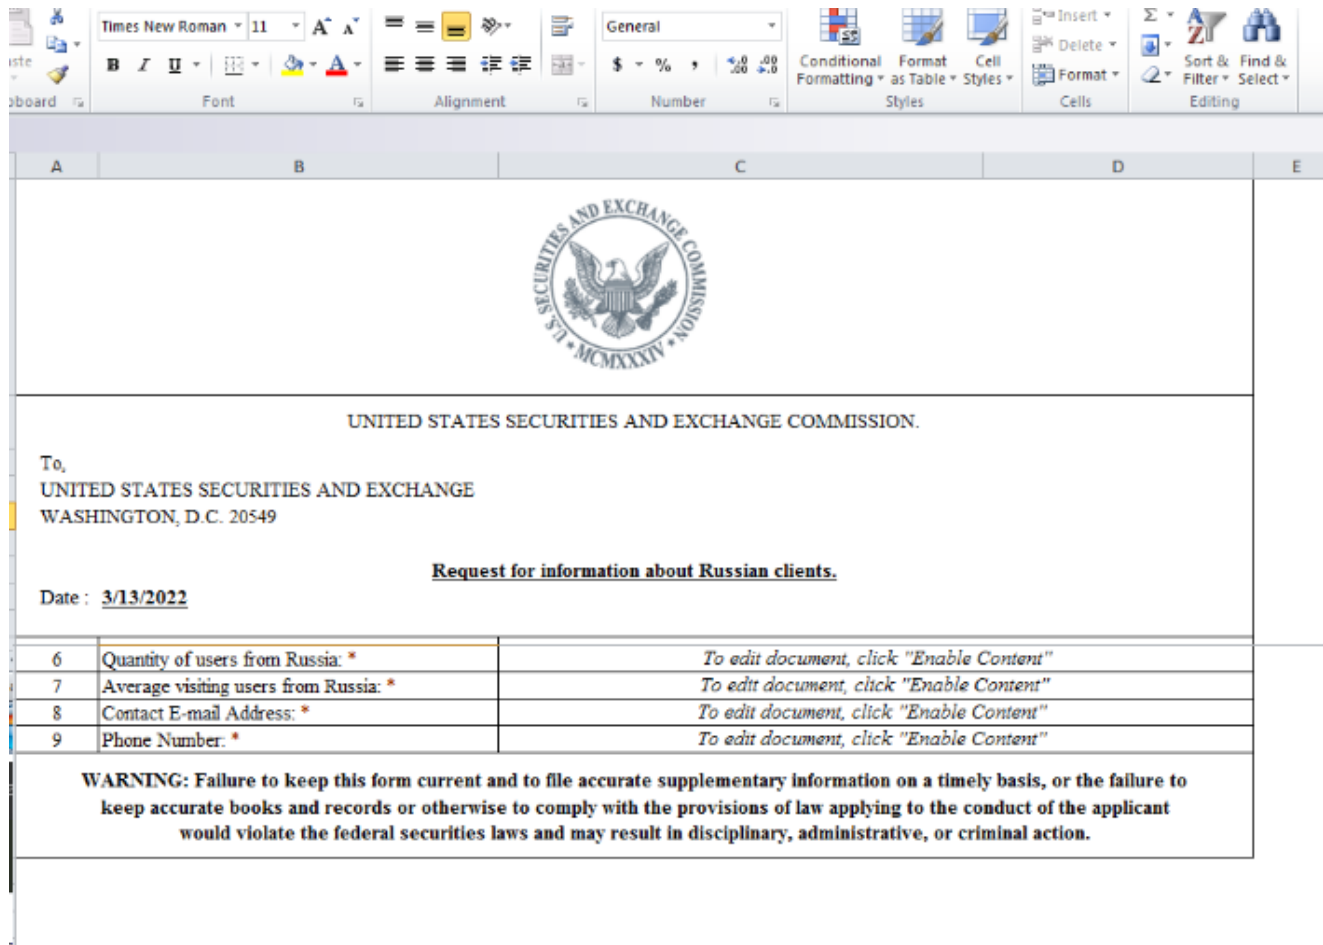 Times New Roman 11 General
Insert
Delete
Format
Conditional Formatting
Format as Table
Cell Styles
Sort & Filter
Find & Select
Font Alignment Number Styles Cells Editing
A B C D E
U.S. SECURITIES AND EXCHANGE COMMISSION
MCMXXXIV
UNITED STATES SECURITIES AND EXCHANGE COMMISSION.
To,
UNITED STATES SECURITIES AND EXCHANGE
WASHINGTON, D.C. 20549
Request for information about Russian clients.
Date : 3/13/2022
6 Quantity of users from Russia: * To edit document, click "Enable Content"
7 Average visiting users from Russia: * To edit document, click "Enable Content"
8 Contact E-mail Address: * To edit document, click "Enable Content"
9 Phone Number: * To edit document, click "Enable Content"
WARNING: Failure to keep this form current and to file accurate supplementary information on a timely basis, or the failure to
keep accurate books and records or otherwise to comply with the provisions of law applying to the conduct of the applicant
would violate the federal securities laws and may result in disciplinary, administrative, or criminal action.